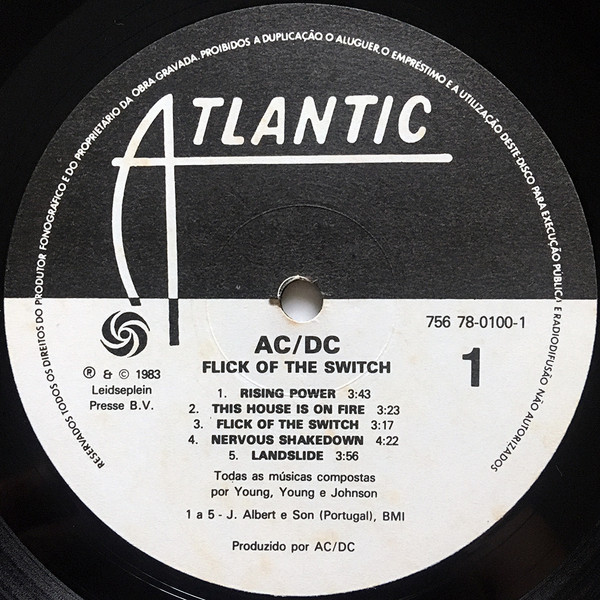 RESERVADOS TODOS OS DIREITOS DO PRODUTOR FONOGRÁFICO E DO PROPRIETÁRIO DA OBRA GRAVADA. PROIBIDOS A DUPLICAÇÃO O ALUGUER, O EMPRÉSTIMO E A UTILIZAÇÃO DESTE DISCO PARA EXECUÇÃO PÚBLICA E RADIODIFUSÃO NÃO AUTORIZADOS
ATLANTIC
756 78-0100-1
1
℗ & © 1983
Leidseplein
Presse B.V.
AC/DC
FLICK OF THE SWITCH
1. RISING POWER 3:43
2. THIS HOUSE IS ON FIRE 3:23
3. FLICK OF THE SWITCH 3:17
4. NERVOUS SHAKEDOWN 4:22
5. LANDSLIDE 3:56
Todas as músicas compostas
por Young, Young e Johnson
1 a 5 - J. Albert e Son (Portugal), BMI
Produzido por AC/DC